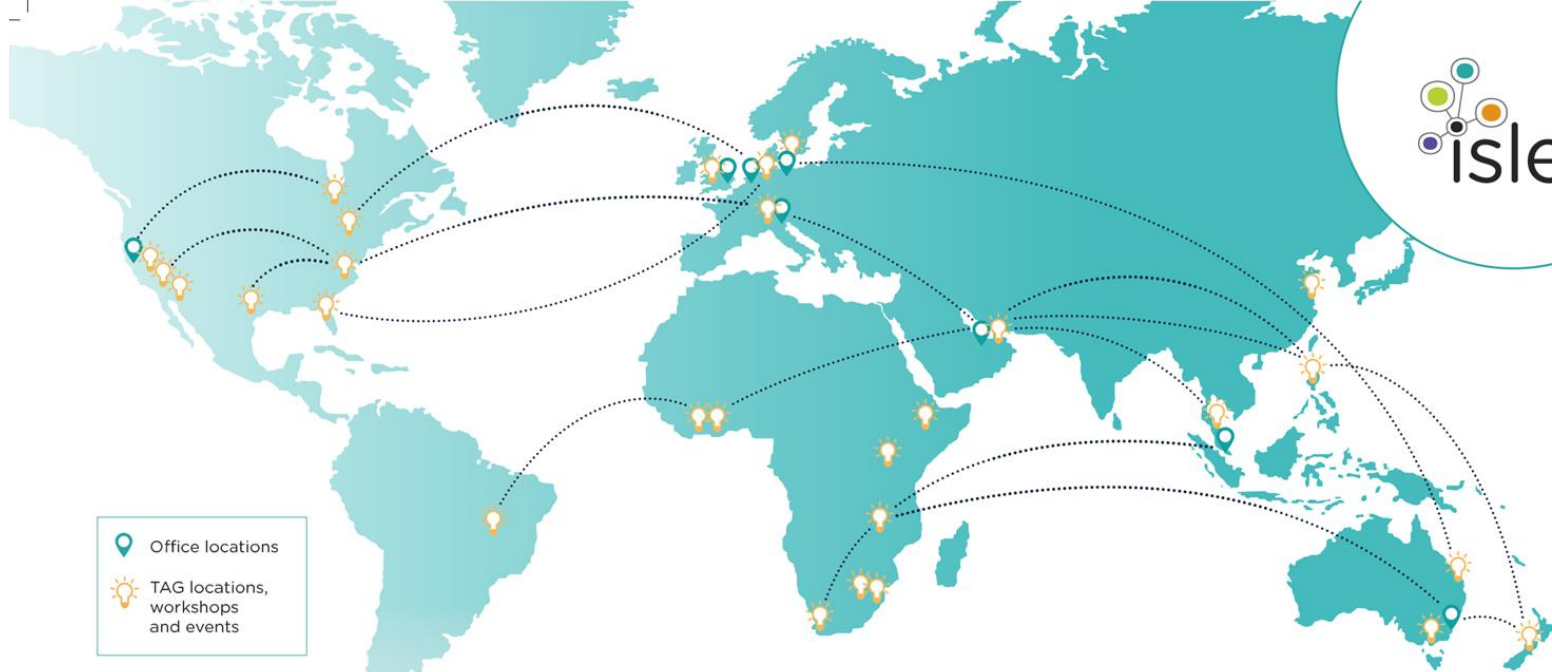 isle
Office locations
TAG locations,
workshops
and events